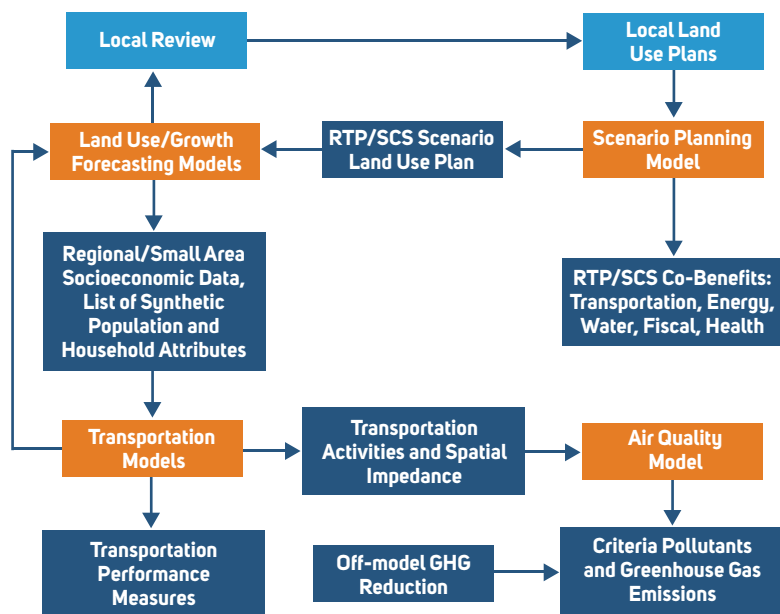 Local Review
Local Land
Use Plans
Land Use/Growth
Forecasting Models
RTP/SCS Scenario
Land Use Plan
Scenario Planning
Model
Regional/Small Area
Socioeconomic Data,
List of Synthetic
Population and
Household Attributes
RTP/SCS Co-Benefits:
Transportation, Energy,
Water, Fiscal, Health
Transportation
Models
Transportation
Activities and Spatial
Impedance
Air Quality
Model
Transportation
Performance
Measures
Off-model GHG
Reduction
Criteria Pollutants
and Greenhouse Gas
Emissions